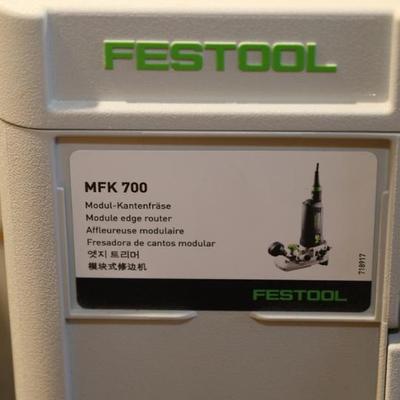 FESTOOL
MFK 700
Modul-Kantenfräse
Module edge router
Affleureuse modulaire
Fresadora de cantos modular
엣지 트리머
模块式修边机
718917
FESTOOL